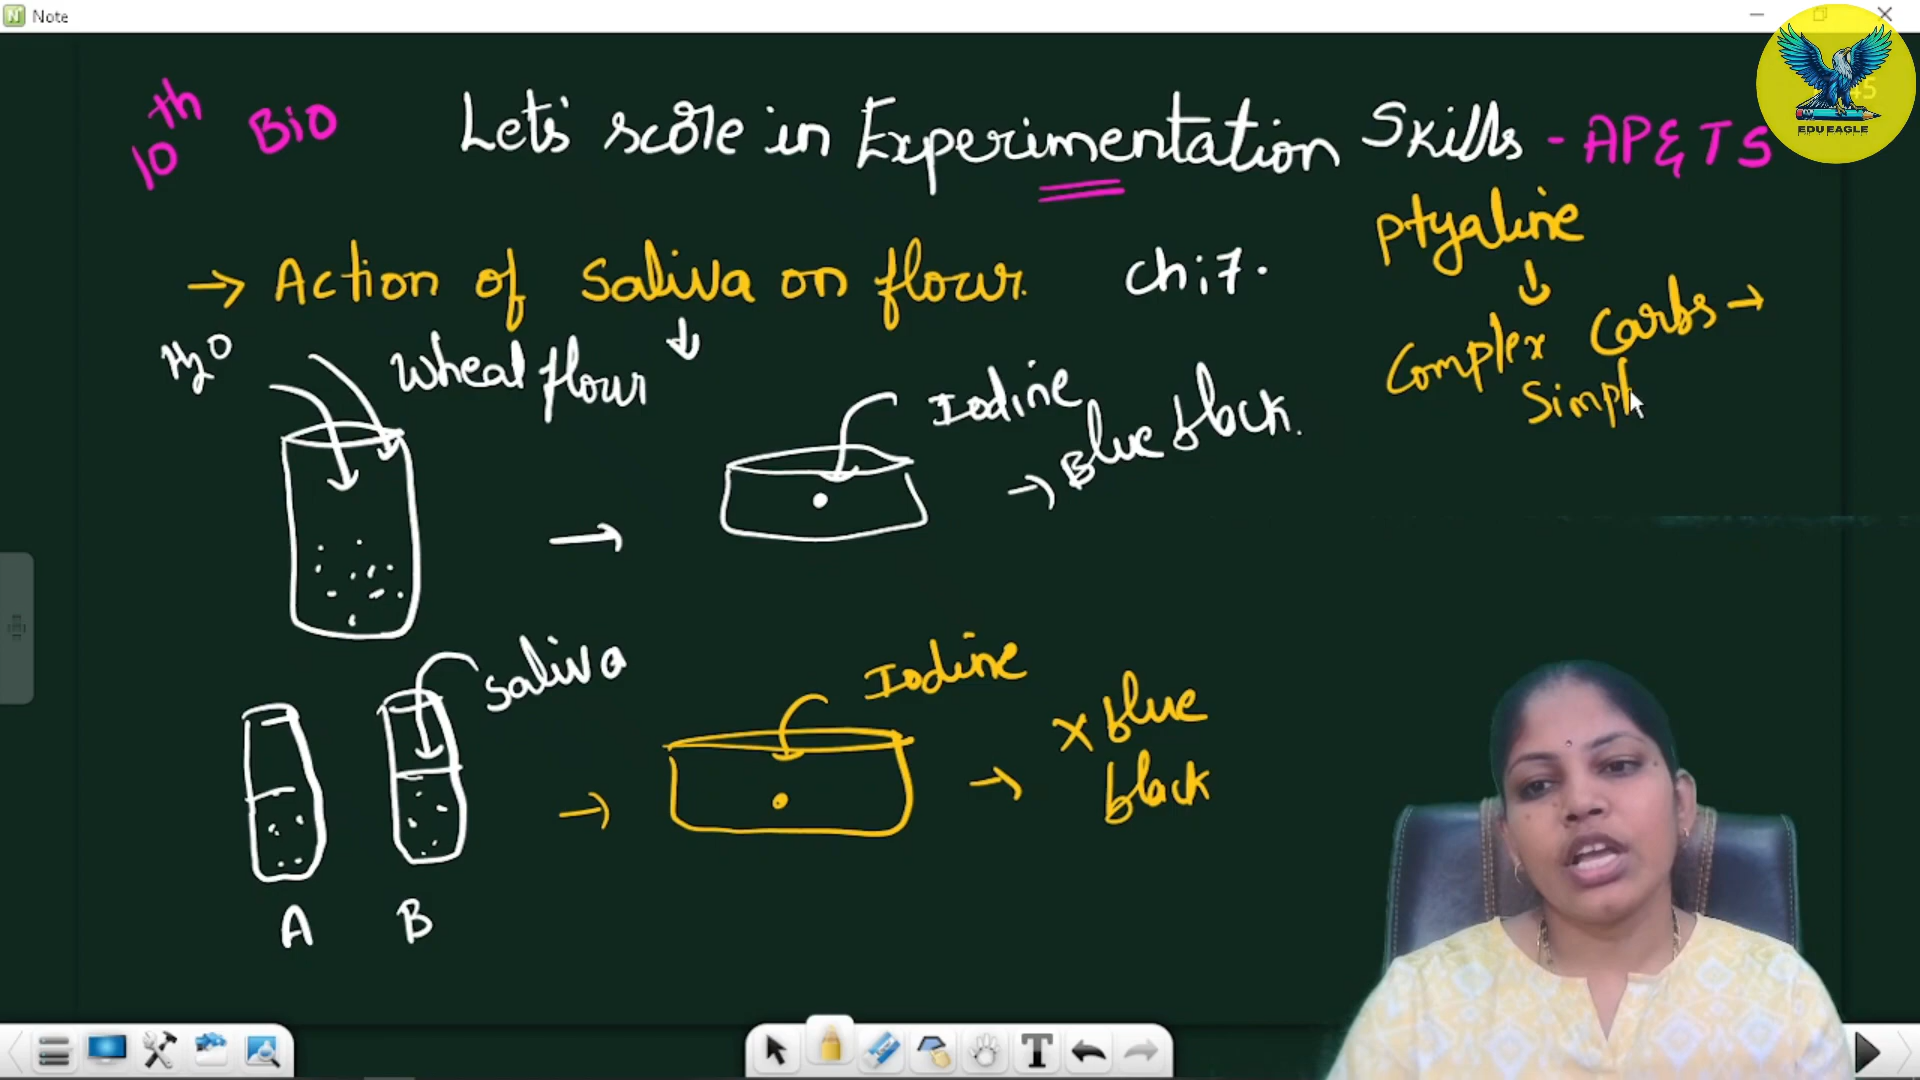 Note
10th Bio Let's score in Experimentation Skills - AP & TS
EDU EAGLE
→ Action of Saliva on flour. Ch:7.
Ptyaline
Complex Carbs →
Simpl
H2O
Wheat flour
Iodine
→ Blue black.
Saliva
Iodine
x blue
black
A B